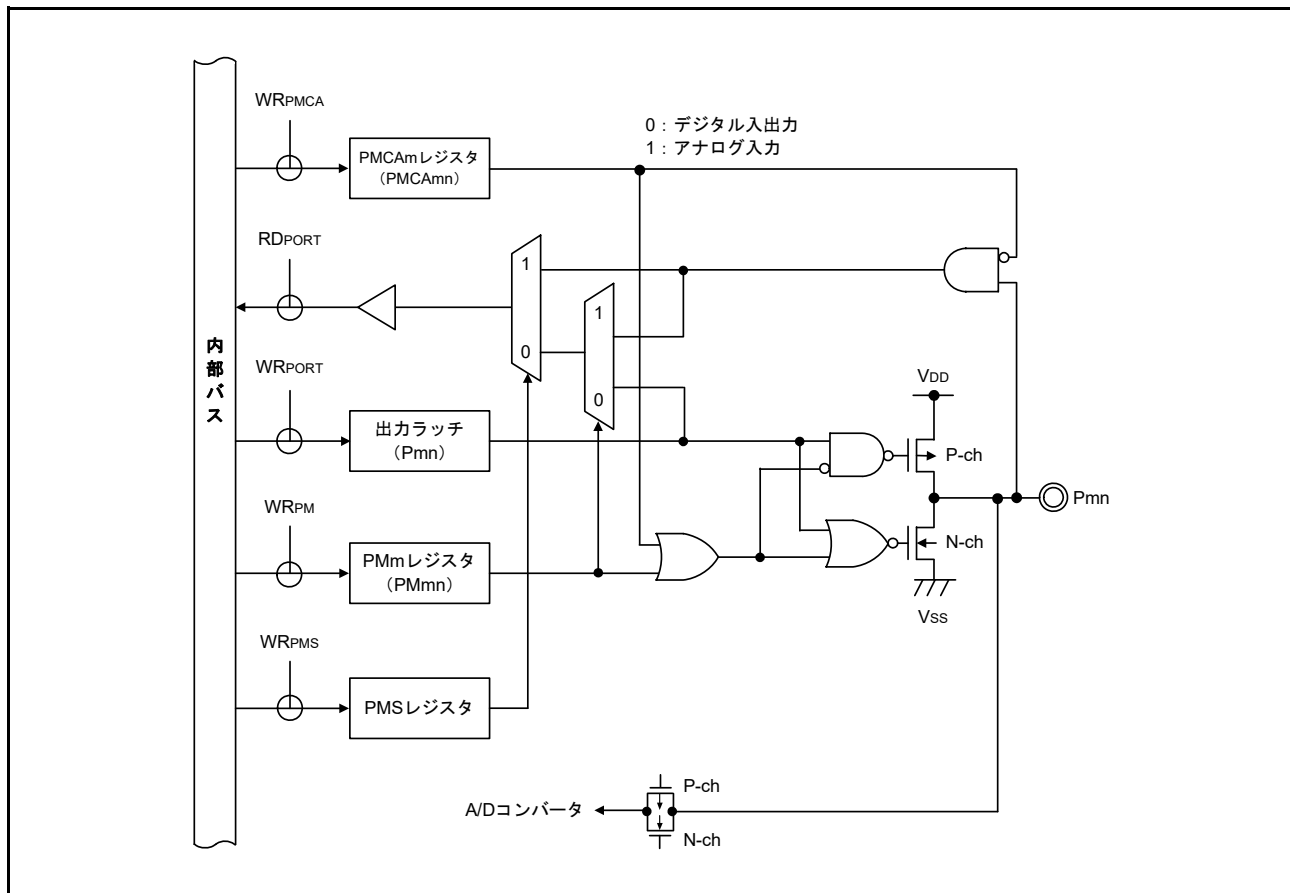 WRPMCA
0：デジタル入出力
1：アナログ入力
PMCAmレジスタ
（PMCAmn）
RDPORT
1
1
0
0
内部バス
WRPORT
VDD
出力ラッチ
（Pmn）
P-ch
Pmn
WRPM
N-ch
PMmレジスタ
（PMmn）
VSS
WRPMS
PMSレジスタ
P-ch
A/Dコンバータ
N-ch